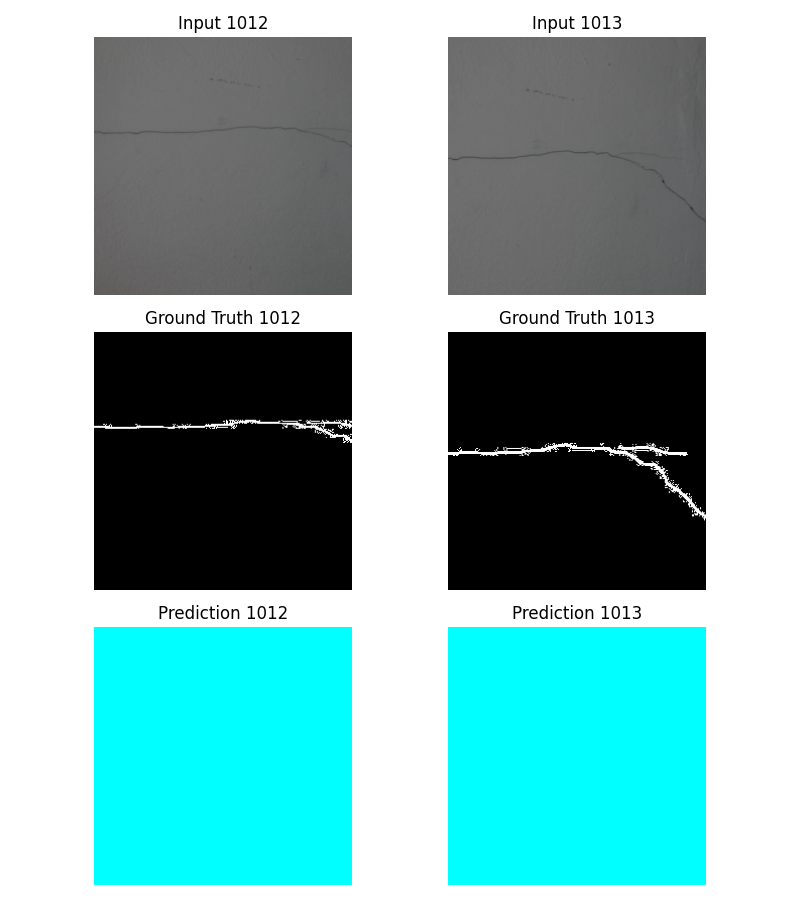 Input 1012
Input 1013
Ground Truth 1012
Ground Truth 1013
Prediction 1012
Prediction 1013